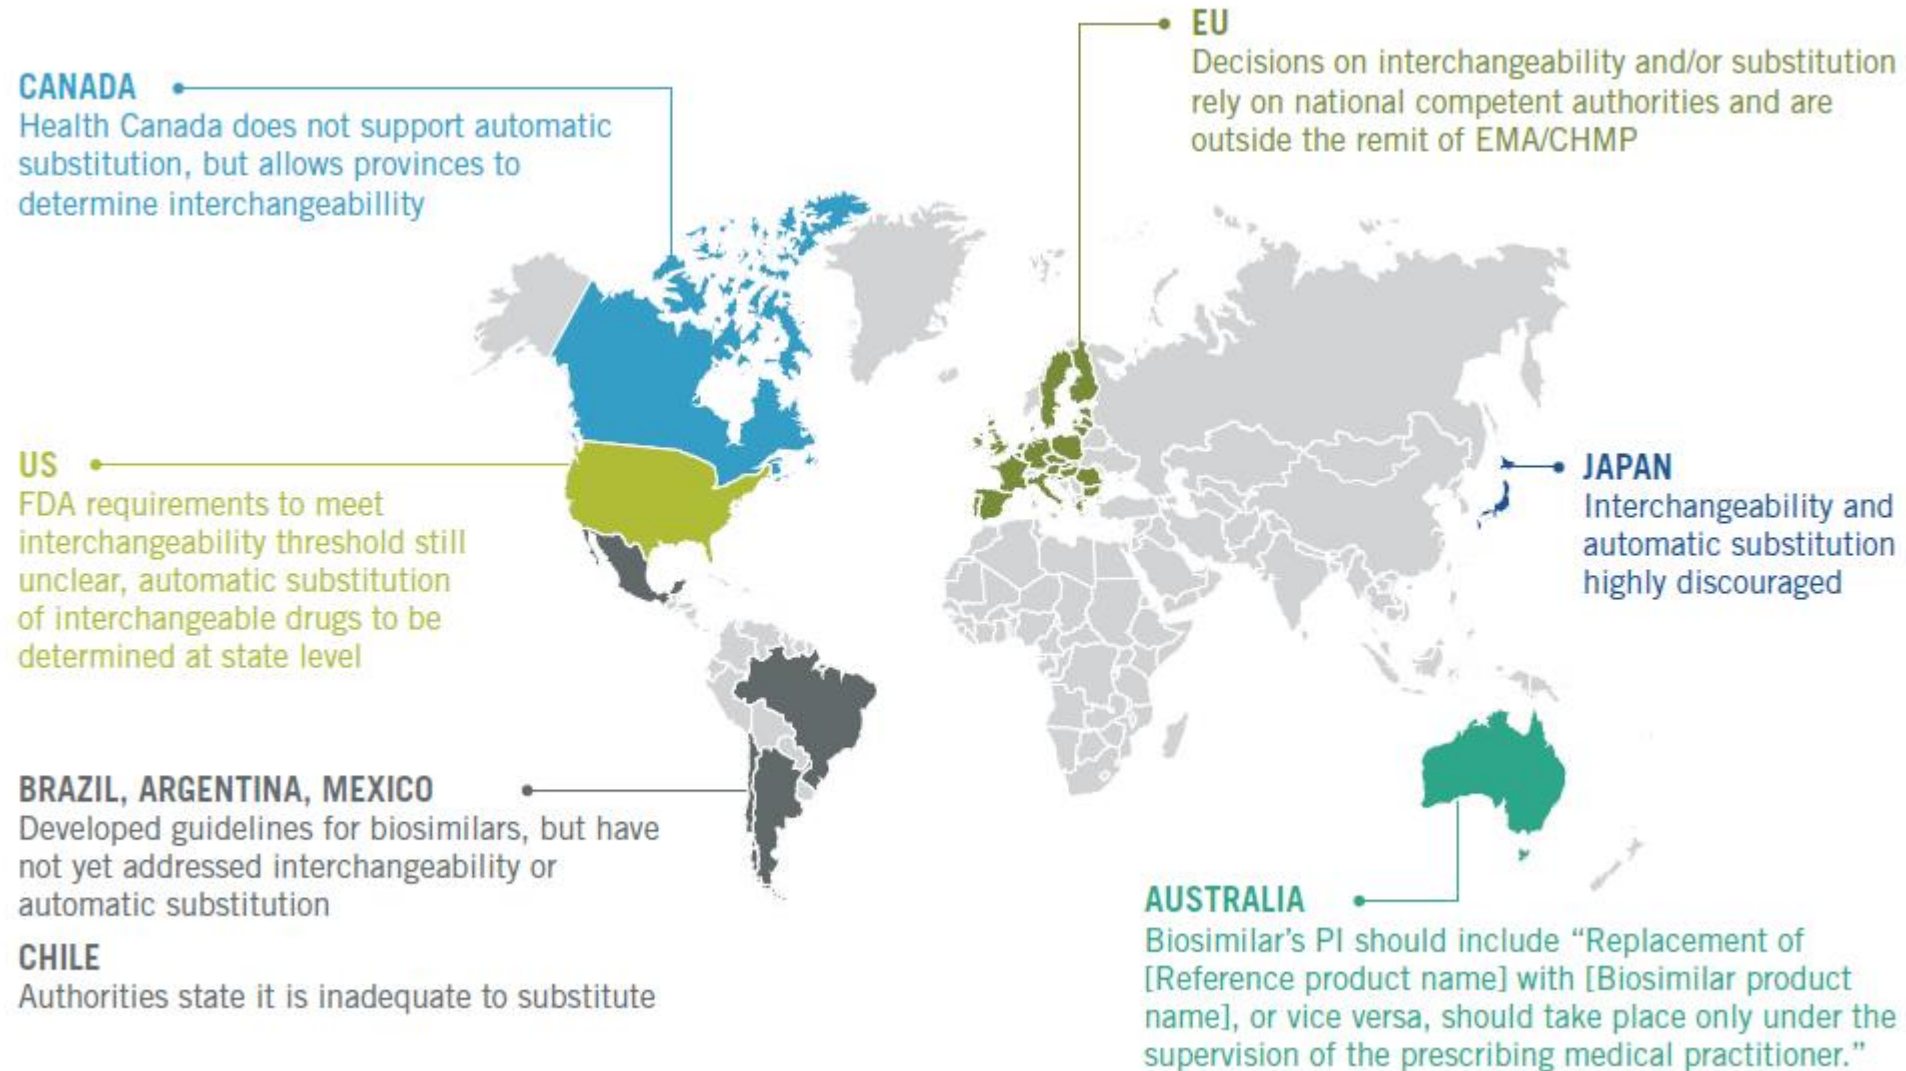 CANADA
Health Canada does not support automatic
substitution, but allows provinces to
determine interchangeabillity
EU
Decisions on interchangeability and/or substitution
rely on national competent authorities and are
outside the remit of EMA/CHMP
US
FDA requirements to meet
interchangeability threshold still
unclear, automatic substitution
of interchangeable drugs to be
determined at state level
JAPAN
Interchangeability and
automatic substitution
highly discouraged
BRAZIL, ARGENTINA, MEXICO
Developed guidelines for biosimilars, but have
not yet addressed interchangeability or
automatic substitution
CHILE
Authorities state it is inadequate to substitute
AUSTRALIA
Biosimilar’s PI should include “Replacement of
[Reference product name] with [Biosimilar product
name], or vice versa, should take place only under the
supervision of the prescribing medical practitioner.”